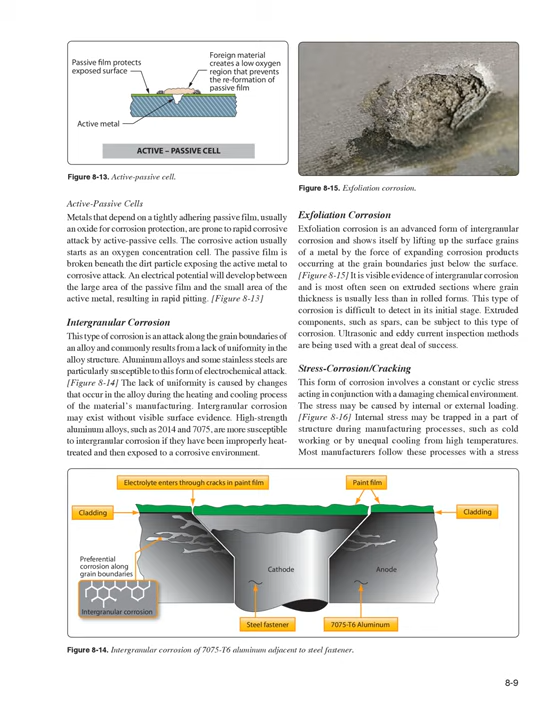 Passive film protects
exposed surface
Foreign material
creates a low oxygen
region that prevents
the re-formation of
passive film
Active metal
ACTIVE – PASSIVE CELL
Figure 8-13. Active-passive cell.
Active-Passive Cells
Metals that depend on a tightly adhering passive film, usually
an oxide for corrosion protection, are prone to rapid corrosive
attack by active-passive cells. The corrosive action usually
starts as an oxygen concentration cell. The passive film is
broken beneath the dirt particle exposing the active metal to
corrosive attack. An electrical potential will develop between
the large area of the passive film and the small area of the
active metal, resulting in rapid pitting. [Figure 8-13]
Intergranular Corrosion
This type of corrosion is an attack along the grain boundaries of
an alloy and commonly results from a lack of uniformity in the
alloy structure. Aluminum alloys and some stainless steels are
particularly susceptible to this form of electrochemical attack.
[Figure 8-14] The lack of uniformity is caused by changes
that occur in the alloy during the heating and cooling process
of the material's manufacturing. Intergranular corrosion
may exist without visible surface evidence. High-strength
aluminum alloys, such as 2014 and 7075, are more susceptible
to intergranular corrosion if they have been improperly heat-
treated and then exposed to a corrosive environment.
Figure 8-15. Exfoliation corrosion.
Exfoliation Corrosion
Exfoliation corrosion is an advanced form of intergranular
corrosion and shows itself by lifting up the surface grains
of a metal by the force of expanding corrosion products
occurring at the grain boundaries just below the surface.
[Figure 8-15] It is visible evidence of intergranular corrosion
and is most often seen on extruded sections where grain
thickness is usually less than in rolled forms. This type of
corrosion is difficult to detect in its initial stage. Extruded
components, such as spars, can be subject to this type of
corrosion. Ultrasonic and eddy current inspection methods
are being used with a great deal of success.
Stress-Corrosion/Cracking
This form of corrosion involves a constant or cyclic stress
acting in conjunction with a damaging chemical environment.
The stress may be caused by internal or external loading.
[Figure 8-16] Internal stress may be trapped in a part of
structure during manufacturing processes, such as cold
working or by unequal cooling from high temperatures.
Most manufacturers follow these processes with a stress
Electrolyte enters through cracks in paint film
Paint film
Cladding
Cladding
Preferential
corrosion along
grain boundaries
Cathode
Anode
Intergranular corrosion
Steel fastener
7075-T6 Aluminum
Figure 8-14. Intergranular corrosion of 7075-T6 aluminum adjacent to steel fastener.
8-9